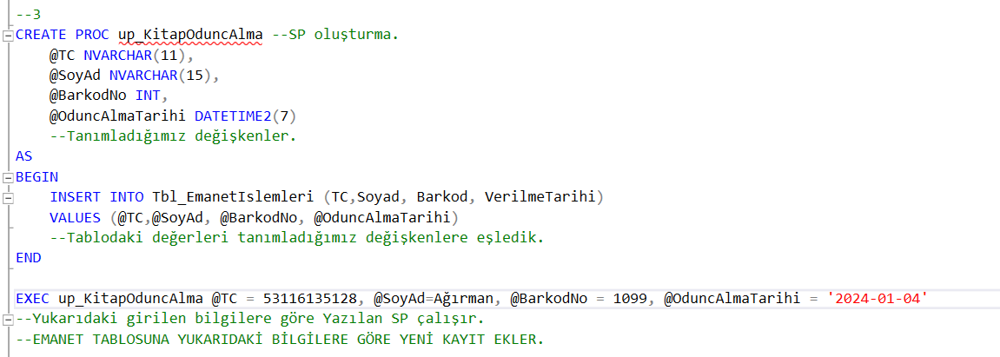 --3
CREATE PROC up_KitapOduncAlma --SP oluşturma.
@TC NVARCHAR(11),
@SoyAd NVARCHAR(15),
@BarkodNo INT,
@OduncAlmaTarihi DATETIME2(7)
--Tanımladığımız değişkenler.
AS
BEGIN
INSERT INTO Tbl_EmanetIslemleri (TC,Soyad, Barkod, VerilmeTarihi)
VALUES (@TC,@SoyAd, @BarkodNo, @OduncAlmaTarihi)
--Tablodaki değerleri tanımladığımız değişkenlere eşledik.
END
EXEC up_KitapOduncAlma @TC = 53116135128, @SoyAd=Ağırman, @BarkodNo = 1099, @OduncAlmaTarihi = '2024-01-04'
--Yukarıdaki girilen bilgilere göre Yazılan SP çalışır.
--EMANET TABLOSUNA YUKARIDAKİ BİLGİLERE GÖRE YENİ KAYIT EKLER.